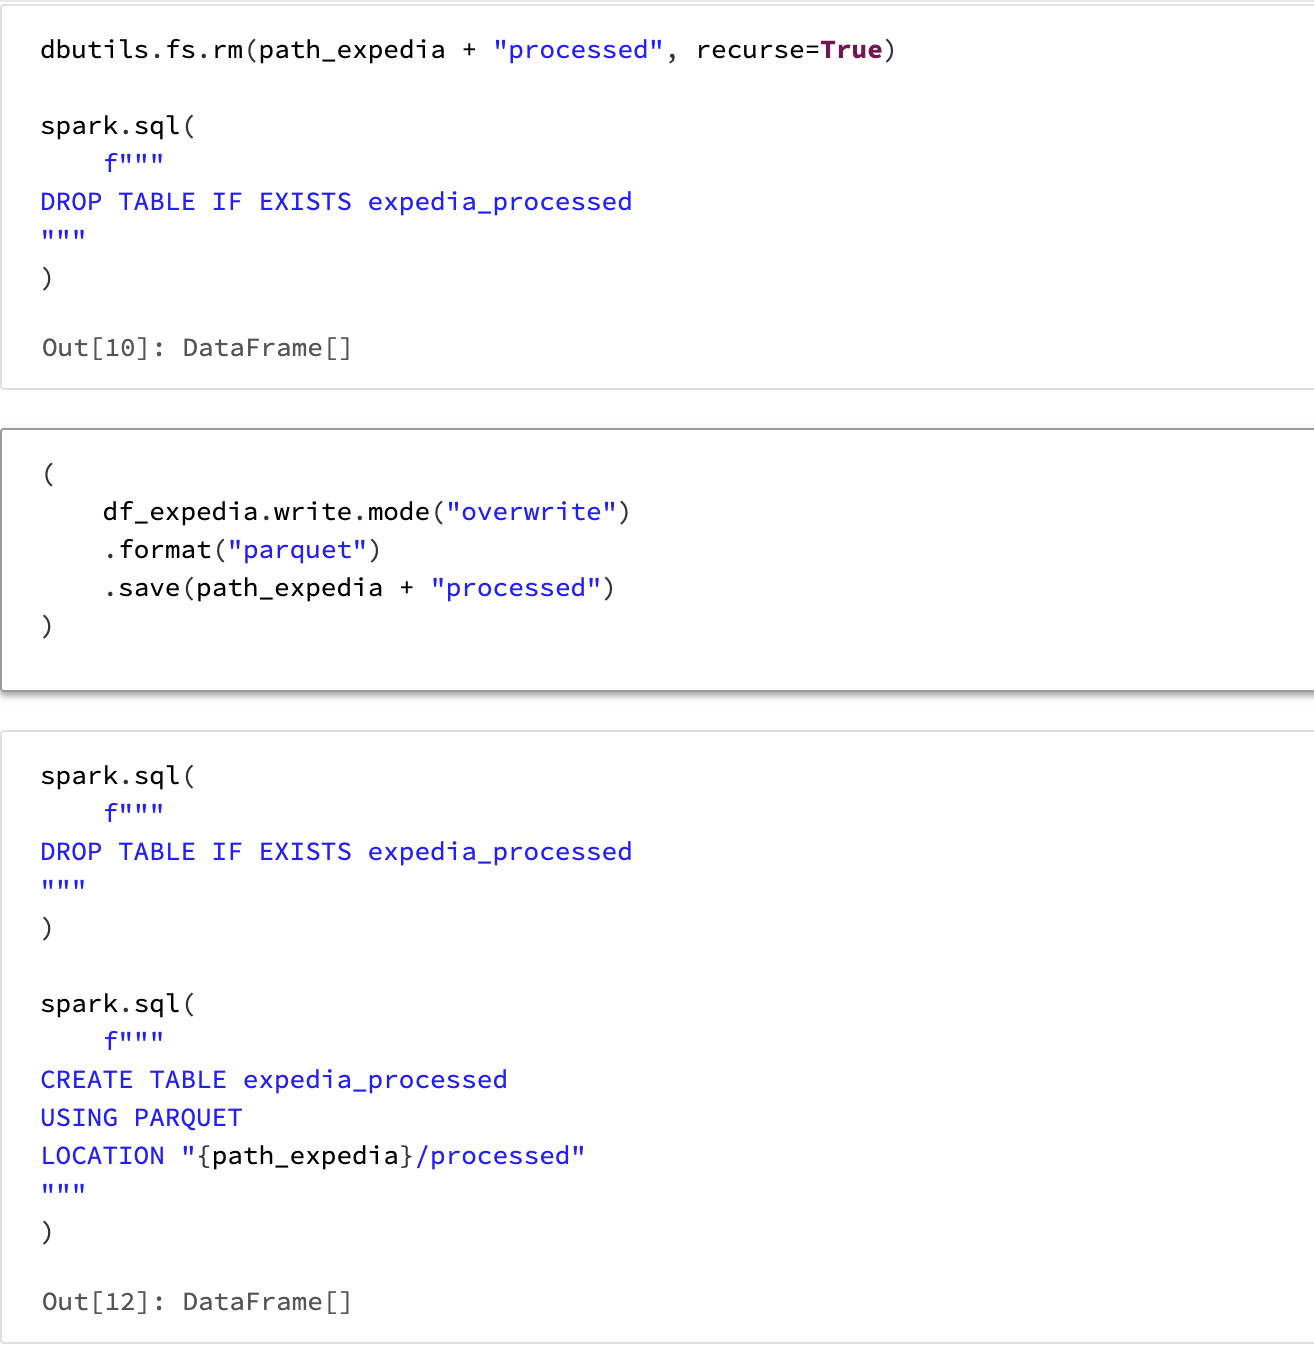 dbutils.fs.rm(path_expedia + "processed", recurse=True)
spark.sql(
    f"""
DROP TABLE IF EXISTS expedia_processed
"""
)
Out[10]: DataFrame[]
(
    df_expedia.write.mode("overwrite")
    .format("parquet")
    .save(path_expedia + "processed")
)
spark.sql(
    f"""
DROP TABLE IF EXISTS expedia_processed
"""
)
spark.sql(
    f"""
CREATE TABLE expedia_processed
USING PARQUET
LOCATION "{path_expedia}/processed"
"""
)
Out[12]: DataFrame[]